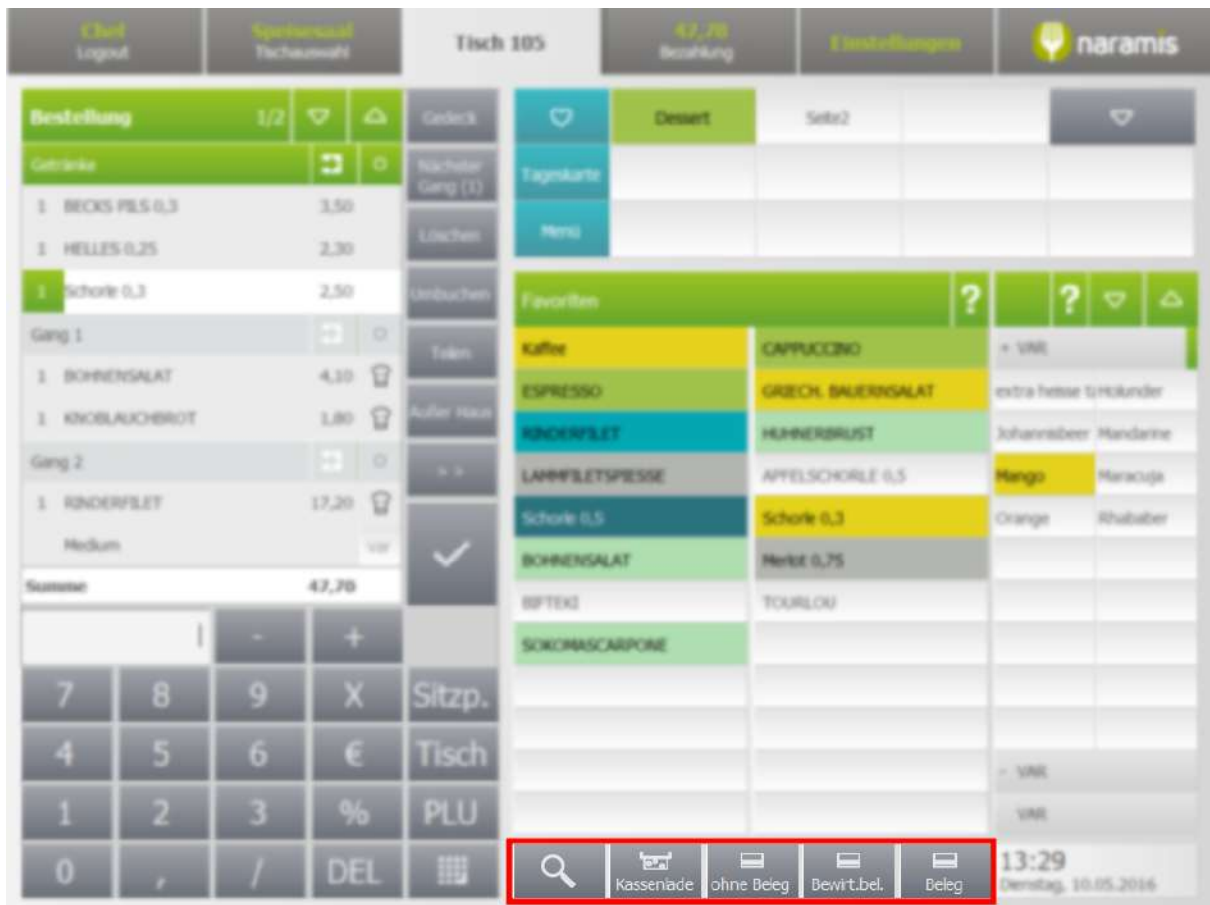 Chef
Logout
Speisesaal
Tischauswahl
Tisch 105
47,70
Bezahlung
Einstellungen
naramis
Bestellung 1/2
Getränke
1 BECKS PILS 0,3 3,50
1 HELLES 0,25 2,30
1 Schorle 0,3 2,50
Gang 1
1 BOHNENSALAT 4,10
1 KNOBLAUCHBROT 1,80
Gang 2
1 RINDERFILET 17,20
Medium var
Summe 47,70
Gedeck
Nächster
Gang (1)
Löschen
Umbuchen
Teilen
Außer Haus
> >
- +
7 8 9 X Sitzp.
4 5 6 € Tisch
1 2 3 % PLU
0 , / DEL
Dessert Seite2
Tageskarte
Menü
Favoriten ? ?
Kaffee CAPPUCCINO
ESPRESSO GRIECH. BAUERNSALAT
RINDERFILET HÜHNERBRUST
LAMMFILETSPIESSE APFELSCHORLE 0,5
Schorle 0,5 Schorle 0,3
BOHNENSALAT Merlot 0,75
BIFTEKI TOURLOU
SOKOMASCARPONE
+ VAR
extra heisse Holunder
Johannisbeer Mandarine
Mango Maracuja
Orange Rhababer
- VAR
VAR
Kassenlade ohne Beleg Bewirt.bel. Beleg
13:29
Dienstag, 10.05.2016